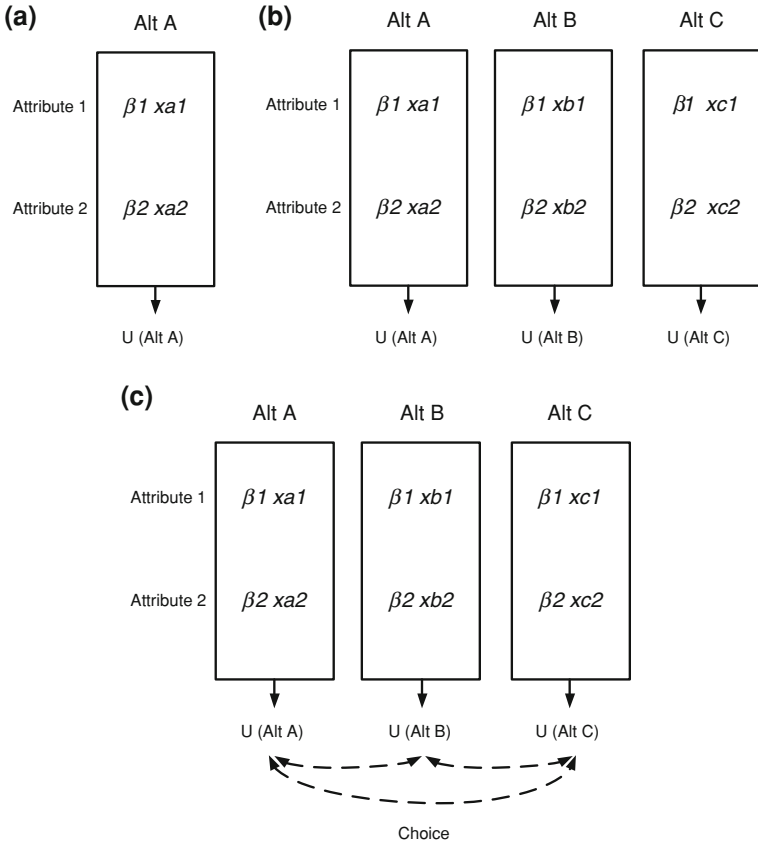 (a)
Alt A
Attribute 1
β1 xa1
Attribute 2
β2 xa2
U (Alt A)
(b)
Alt A Alt B Alt C
Attribute 1
β1 xa1 β1 xb1 β1 xc1
Attribute 2
β2 xa2 β2 xb2 β2 xc2
U (Alt A) U (Alt B) U (Alt C)
(c)
Alt A Alt B Alt C
Attribute 1
β1 xa1 β1 xb1 β1 xc1
Attribute 2
β2 xa2 β2 xb2 β2 xc2
U (Alt A) U (Alt B) U (Alt C)
Choice